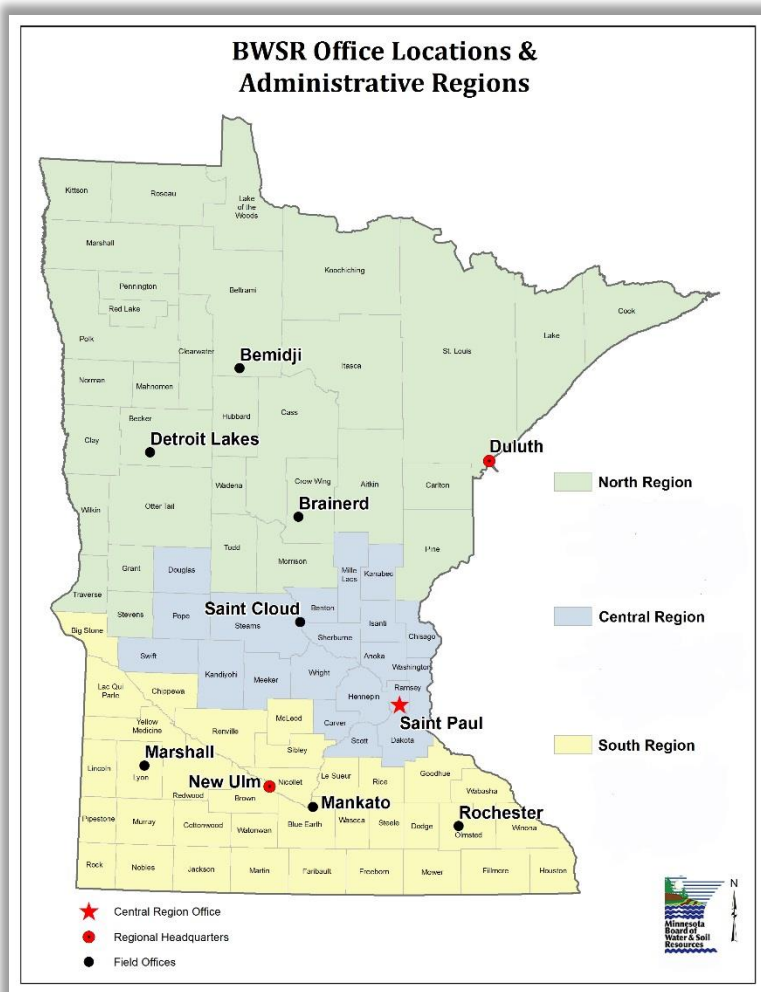 BWSR Office Locations &
Administrative Regions
Kittson
Roseau
Lake
of the
Woods
Marshall
Koochiching
Pennington
Beltrami
Red Lake
Cook
Lake
St. Louis
Polk
Clearwater
Itasca
Bemidji
Norman
Mahnomen
Hubbard
Cass
Becker
Clay
Detroit Lakes
Duluth
Wadena
Crow Wing
Aitkin
Carlton
North Region
Otter Tail
Brainerd
Wilkin
Todd
Morrison
Pine
Grant
Douglas
Mille
Lacs
Kanabec
Traverse
Stevens
Pope
Saint Cloud
Benton
Stearns
Isanti
Central Region
Big Stone
Sherburne
Chisago
Swift
Anoka
Washington
Kandiyohi
Meeker
Wright
Lac Qui
Parle
Chippewa
Hennepin
Ramsey
McLeod
Carver
Saint Paul
Yellow
Medicine
Renville
Scott
Dakota
Sibley
South Region
Marshall
Lincoln
Lyon
New Ulm
Nicollet
Le Sueur
Rice
Goodhue
Wabasha
Redwood
Brown
Mankato
Rochester
Pipestone
Murray
Cottonwood
Watonwan
Blue Earth
Waseca
Steele
Dodge
Olmsted
Winona
Rock
Nobles
Jackson
Martin
Faribault
Freeborn
Mower
Fillmore
Houston
Central Region Office
Regional Headquarters
Field Offices
Minnesota
Board of
Water & Soil
Resources
N